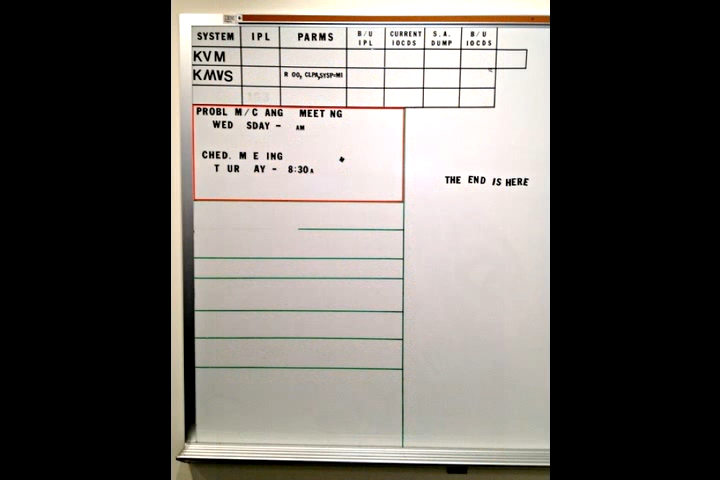 SYSTEM IPL PARMS B/U IPL CURRENT IOCDS S.A. DUMP B/U IOCDS
KVM
KMVS R 00, CLPA,SYSP=MI
PROBL M/C ANG MEET NG
WED SDAY - AM
CHED. M E ING
T UR AY - 8:30A
THE END IS HERE